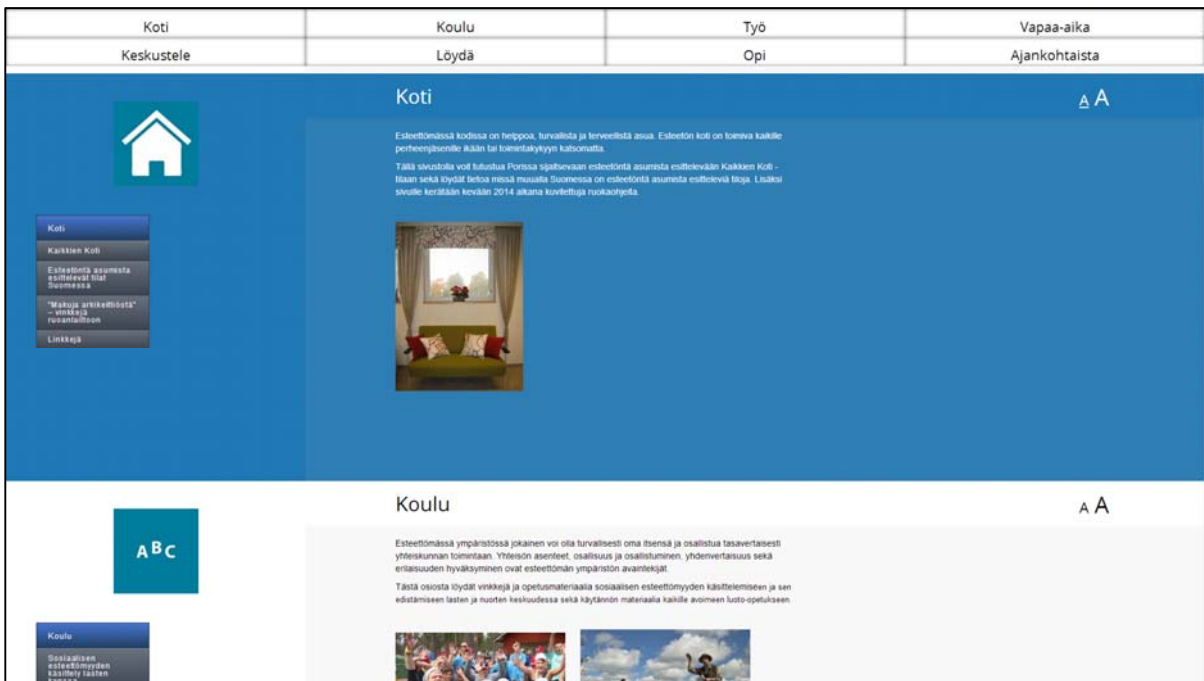 Koti Koulu Työ Vapaa-aika
Keskustele Löydä Opi Ajankohtaista
Koti
A A
Esteettömässä kodissa on helppoa, turvallista ja terveellistä asua. Esteetön koti on toimiva kaikille
perheenjäsenille ikään tai toimintakykyyn katsomatta.
Tällä sivustolla voit tutustua Porissa sijaitsevaan esteetöntä asumista esittelevään Kaikkien Koti -
tilaan sekä löydät tietoa missä muualla Suomessa on esteetöntä asumista esitteleviä tiloja. Lisäksi
sivuille kerätään kevään 2014 aikana kuvitettuja ruokaohjeita.
Koti
Kaikkien Koti
Esteetöntä asumista
esittelevät tilat
Suomessa
"Makuja arkikeittiöstä"
– vinkkejä
ruoanlaittoon
Linkkejä
Koulu
A A
ABC
Esteettömässä ympäristössä jokainen voi olla turvallisesti oma itsensä ja osallistua tasavertaisesti
yhteiskunnan toimintaan. Yhteisön asenteet, osallisuus ja osallistuminen, yhdenvertaisuus sekä
erilaisuuden hyväksyminen ovat esteettömän ympäristön avaintekijät.
Tästä osiosta löydät vinkkejä ja opetusmateriaalia sosiaalisen esteettömyyden käsittelemiseen ja sen
edistämiseen lasten ja nuorten keskuudessa sekä käytännön materiaalia kaikille avoimeen luoto-opetukseen.
Koulu
Sosiaalisen
esteettömyyden
käsittely lasten
kanssa